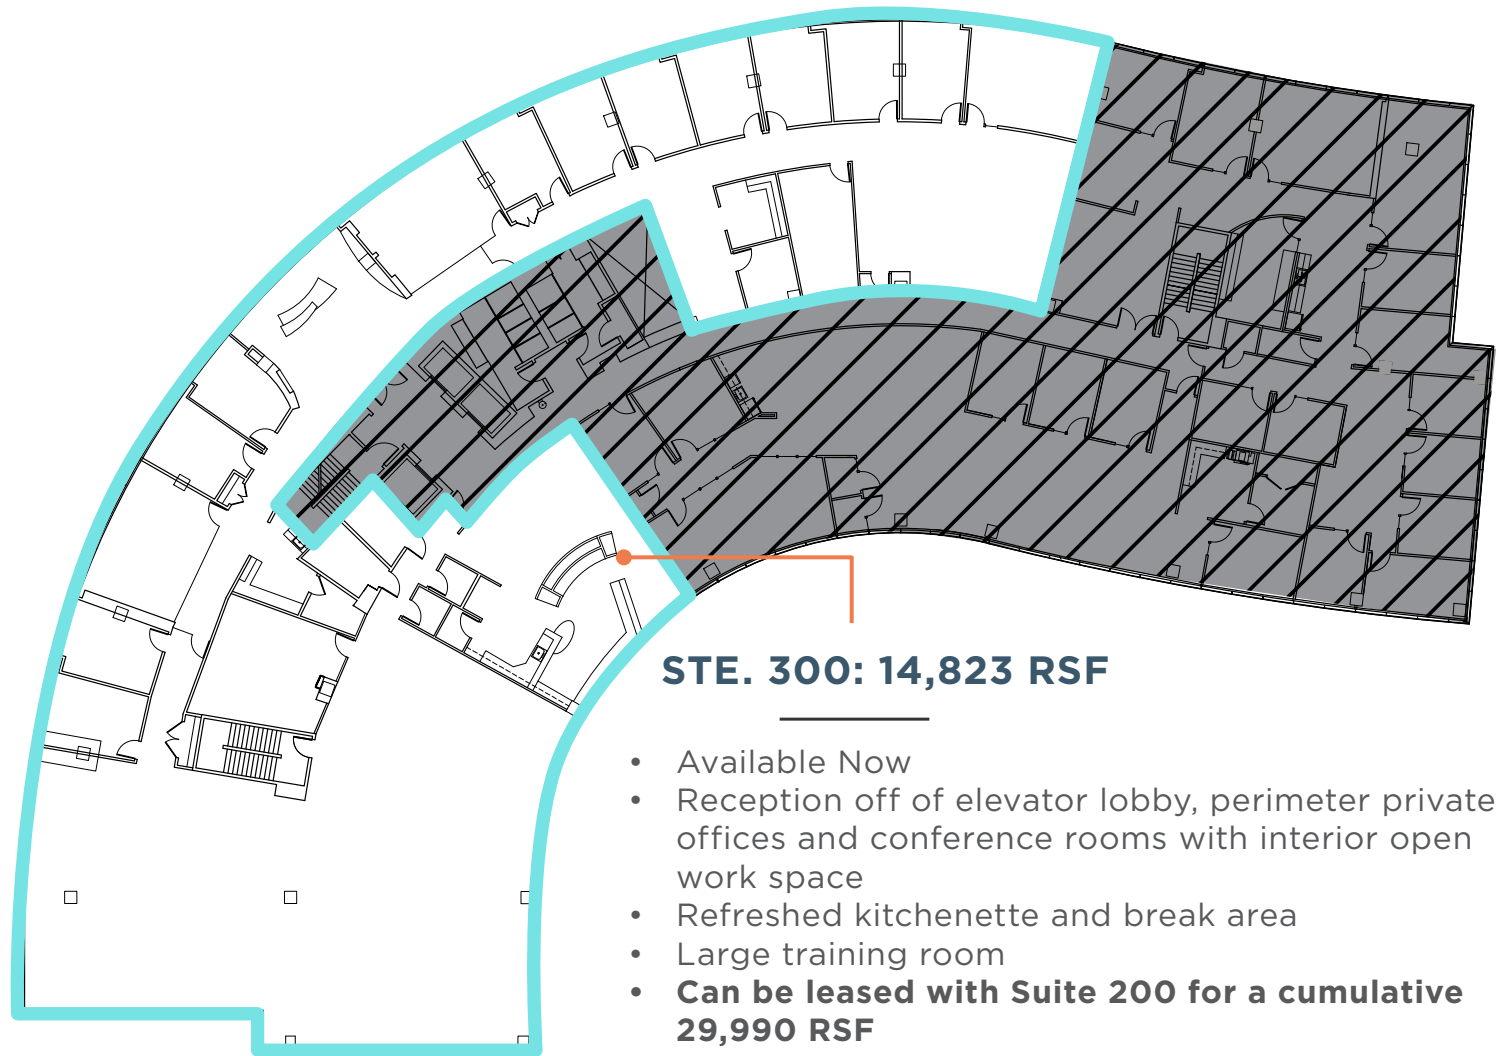 STE. 300: 14,823 RSF
• Available Now
• Reception off of elevator lobby, perimeter private
offices and conference rooms with interior open
work space
• Refreshed kitchenette and break area
• Large training room
• Can be leased with Suite 200 for a cumulative
29,990 RSF